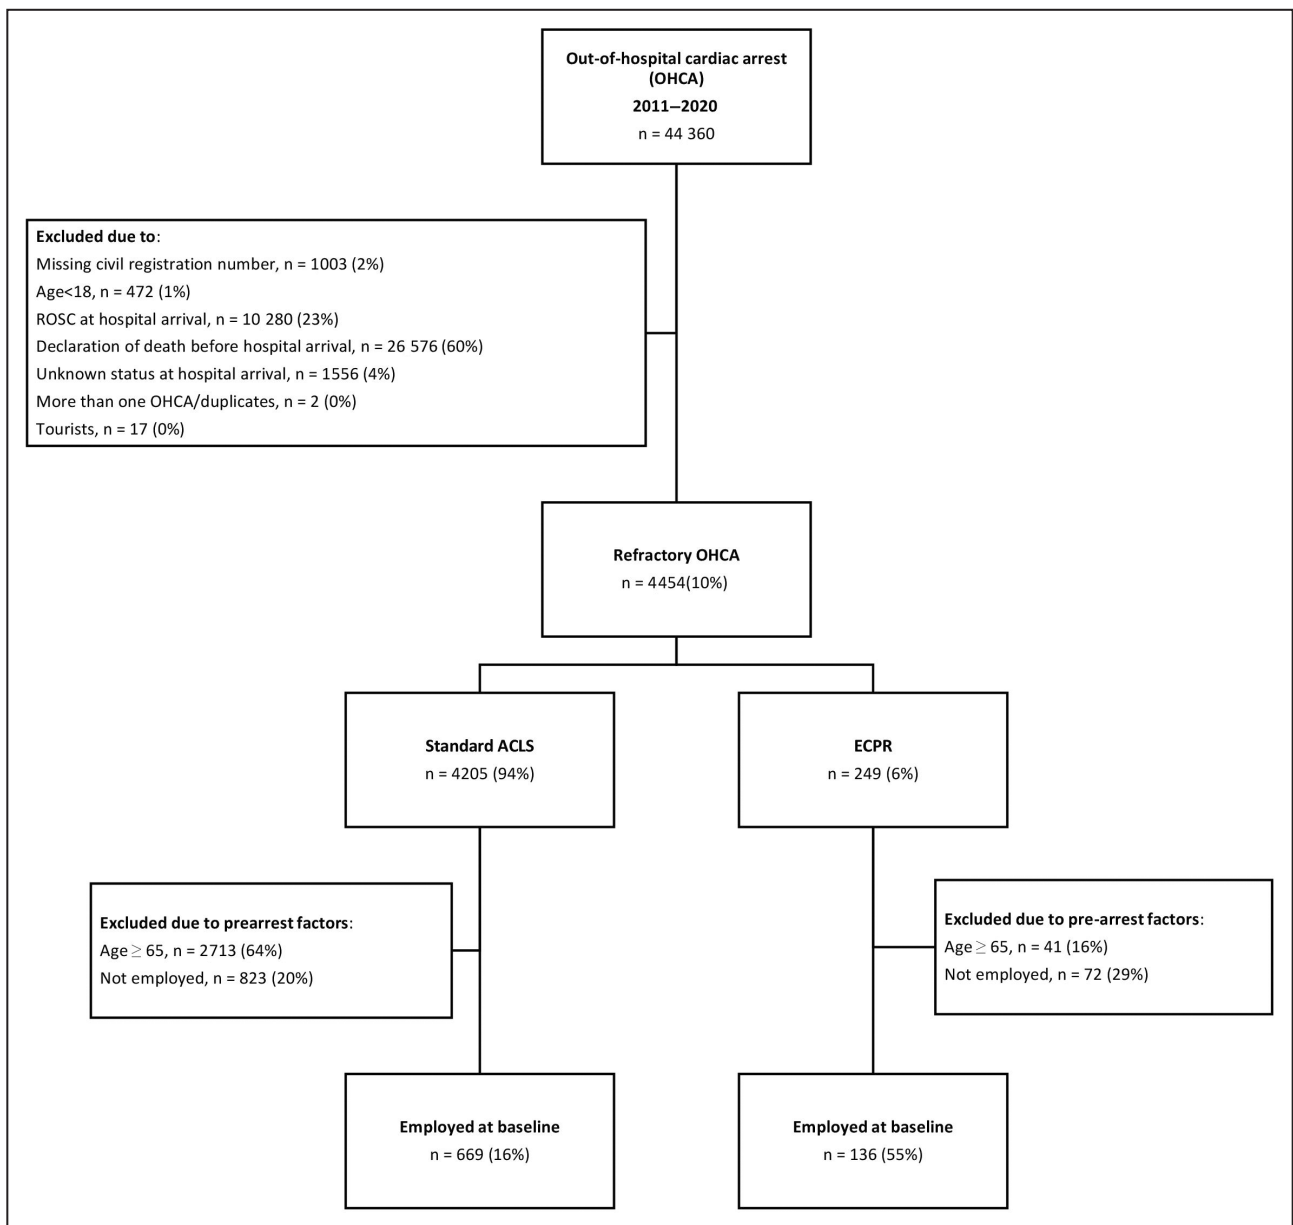 Out-of-hospital cardiac arrest
(OHCA)
2011–2020
n = 44 360
Excluded due to:
Missing civil registration number, n = 1003 (2%)
Age<18, n = 472 (1%)
ROSC at hospital arrival, n = 10 280 (23%)
Declaration of death before hospital arrival, n = 26 576 (60%)
Unknown status at hospital arrival, n = 1556 (4%)
More than one OHCA/duplicates, n = 2 (0%)
Tourists, n = 17 (0%)
Refractory OHCA
n = 4454(10%)
Standard ACLS
n = 4205 (94%)
ECPR
n = 249 (6%)
Excluded due to prearrest factors:
Age ≥ 65, n = 2713 (64%)
Not employed, n = 823 (20%)
Excluded due to pre-arrest factors:
Age ≥ 65, n = 41 (16%)
Not employed, n = 72 (29%)
Employed at baseline
n = 669 (16%)
Employed at baseline
n = 136 (55%)